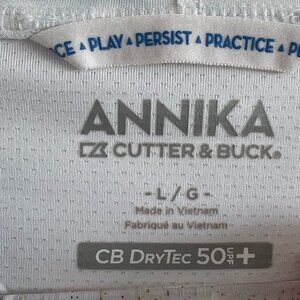 CE ▲ PLAY ▲ PERSIST ▲ PRACTICE ▲ P
ANNIKA
CUTTER & BUCK®
- L / G -
Made in Vietnam
Fabriqué au Vietnam
CB DRYTEC 50 UPF +